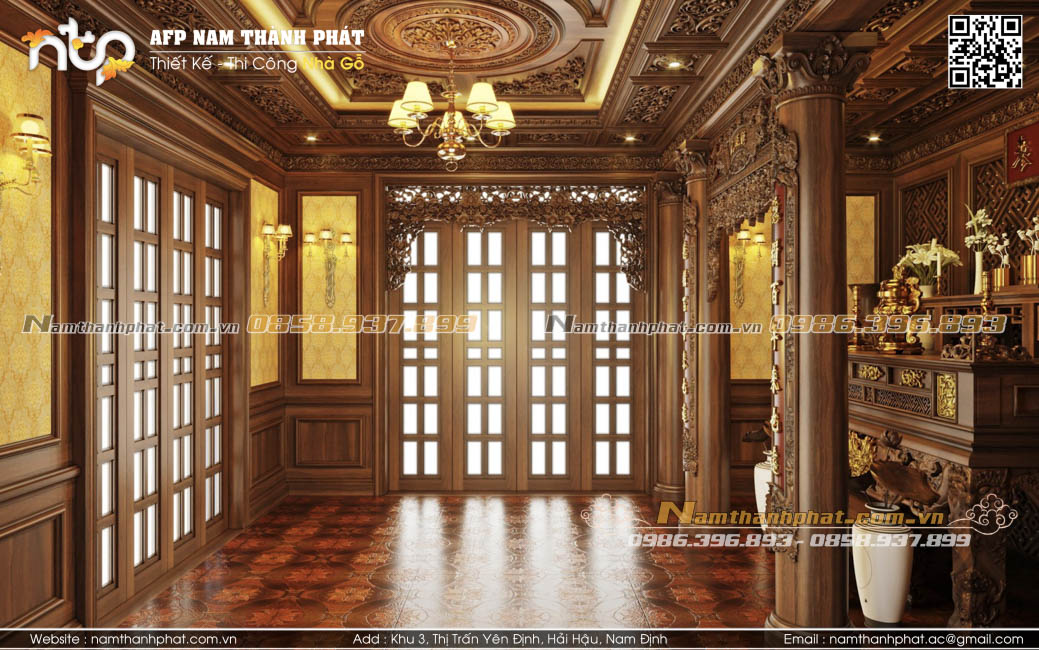 ntp
AFP NAM THÀNH PHÁT
Thiết Kế - Thi Công Nhà Gỗ
Namthanhphat.com.vn 0858.937.899
Namthanhphat.com.vn 0986.396.893
Namthanhphat.com.vn
0986.396.893- 0858.937.899
Website : namthanhphat.com.vn
Add : Khu 3, Thị Trấn Yên Định, Hải Hậu, Nam Định
Email : namthanhphat.ac@gmail.com